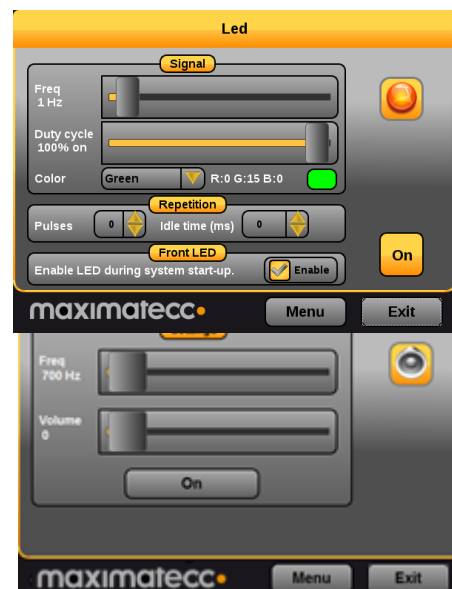 Led
Signal
Freq
1 Hz
Duty cycle
100% on
Color
Green
R:0 G:15 B:0
Repetition
Pulses
0
Idle time (ms)
0
Front LED
Enable LED during system start-up.
Enable
On
maxımatecc
Menu
Exit
Freq
700 Hz
Volume
0
On
maxımatecc
Menu
Exit